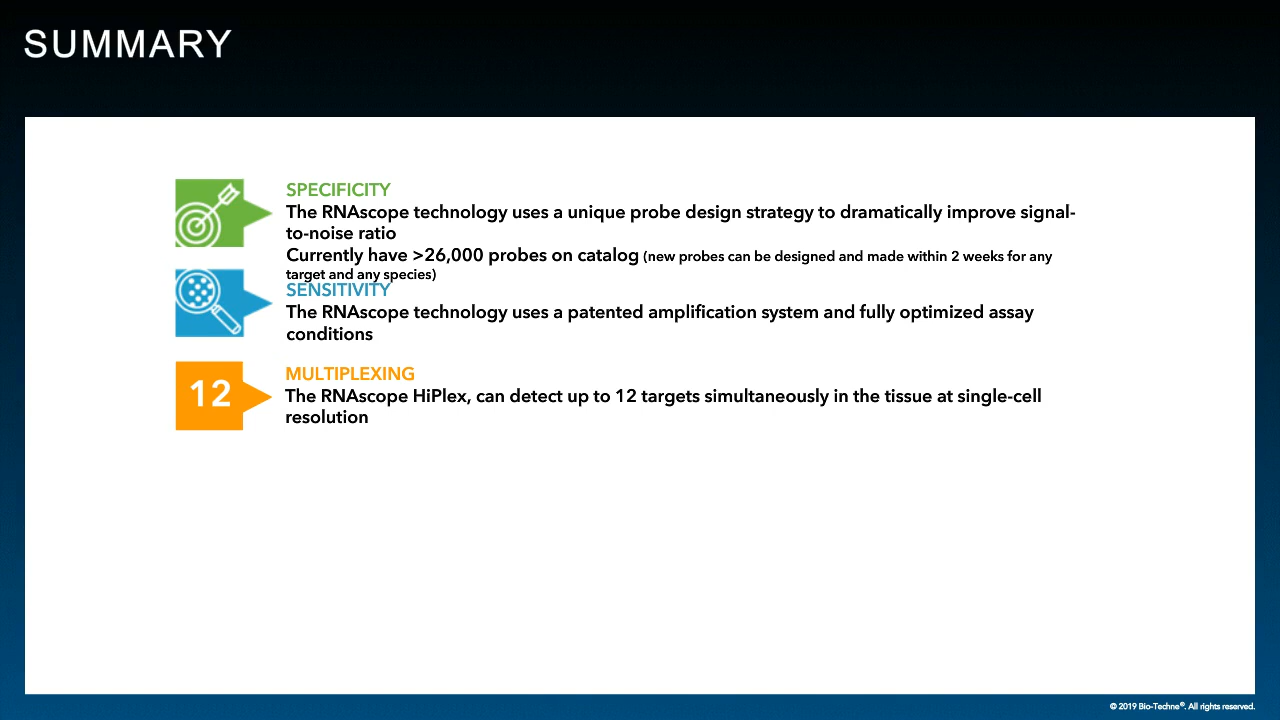 SUMMARY
SPECIFICITY
The RNAscope technology uses a unique probe design strategy to dramatically improve signal-
to-noise ratio
Currently have >26,000 probes on catalog (new probes can be designed and made within 2 weeks for any
target and any species)
SENSITIVITY
The RNAscope technology uses a patented amplification system and fully optimized assay
conditions
12
MULTIPLEXING
The RNAscope HiPlex, can detect up to 12 targets simultaneously in the tissue at single-cell
resolution
© 2019 Bio-Techne®. All rights reserved.